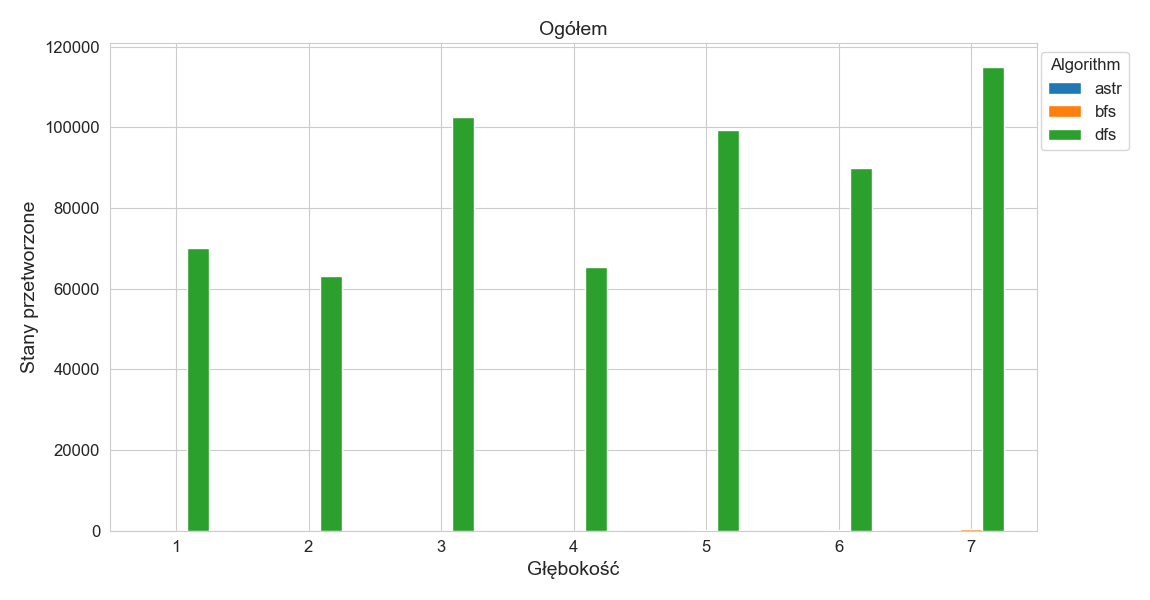 Ogółem
120000
100000
80000
60000
40000
20000
0
Stany przetworzone
1 2 3 4 5 6 7
Głębokość
Algorithm
astr
bfs
dfs